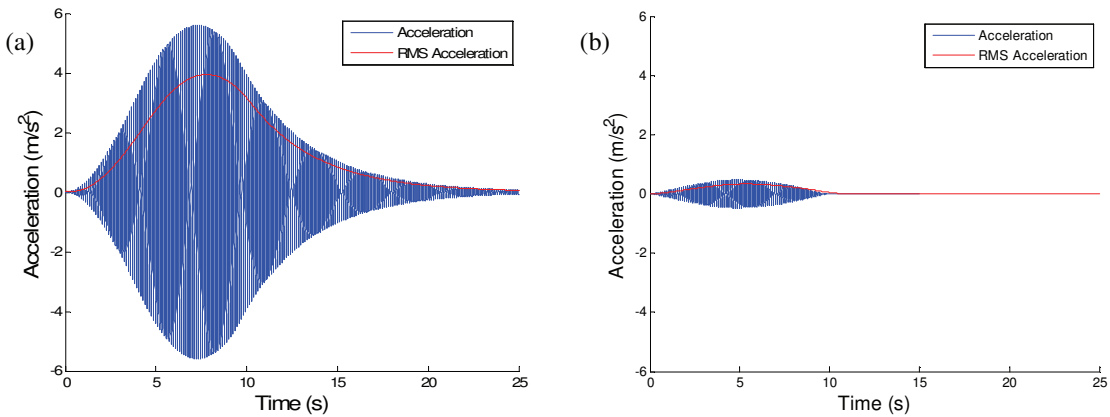 (a)
Acceleration
RMS Acceleration
Acceleration (m/s²)
6
4
2
0
-2
-4
-6
0 5 10 15 20 25
Time (s)
(b)
Acceleration
RMS Acceleration
Acceleration (m/s²)
6
4
2
0
-2
-4
-6
0 5 10 15 20 25
Time (s)